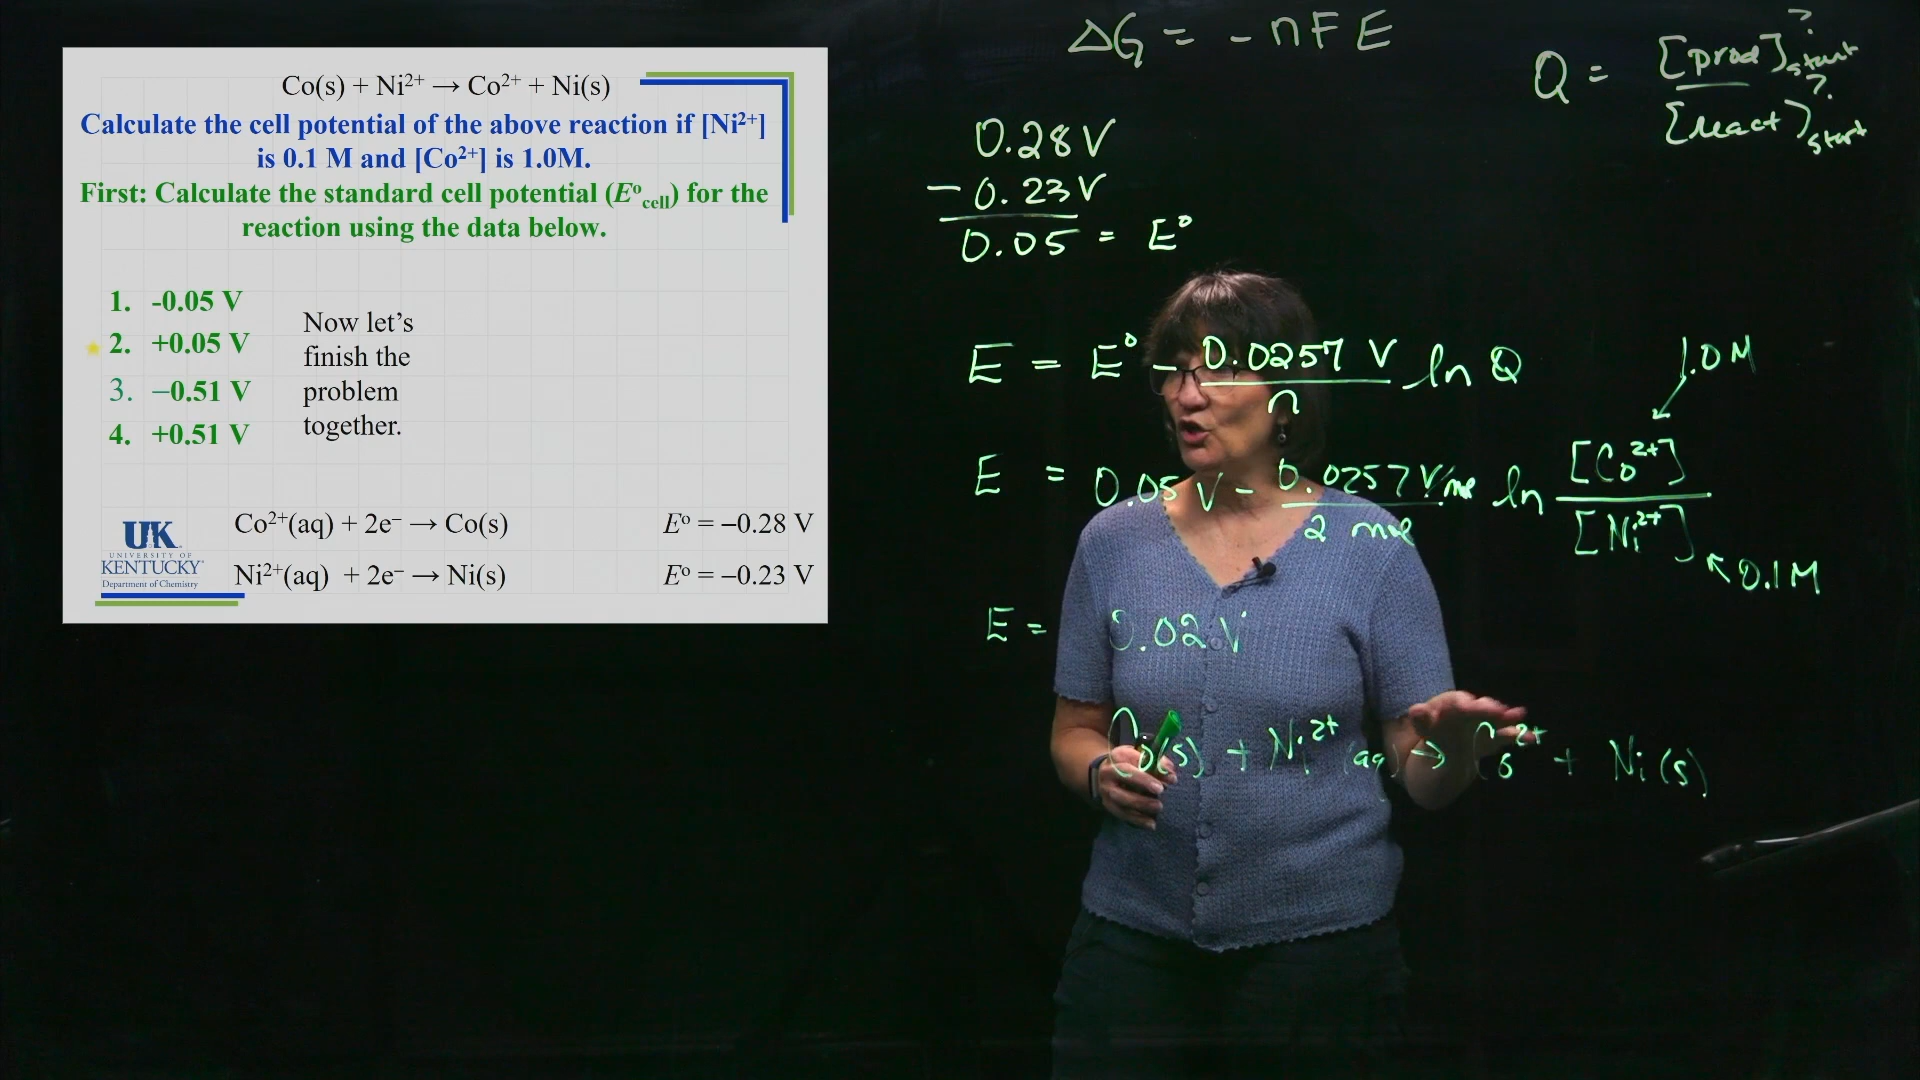 Co(s) + Ni²⁺ → Co²⁺ + Ni(s)
Calculate the cell potential of the above reaction if [Ni²⁺]
is 0.1 M and [Co²⁺] is 1.0M.
First: Calculate the standard cell potential (E°cell) for the
reaction using the data below.
1. -0.05 V
2. +0.05 V
3. –0.51 V
4. +0.51 V
Now let's
finish the
problem
together.
Co²⁺(aq) + 2e⁻ → Co(s) E° = –0.28 V
Ni²⁺(aq) + 2e⁻ → Ni(s) E° = –0.23 V
UK
UNIVERSITY OF
KENTUCKY
Department of Chemistry
ΔG = - nFE
Q = [prod]start? / [react]start?
0.28 V
- 0.23 V
0.05 = E°
E = E° - 0.0257 V / n ln Q
1.0 M
E = 0.05 V - 0.0257 V·mol / 2 mol ln [Co²⁺] / [Ni²⁺]
0.1 M
E = 0.02 V
Co(s) + Ni²⁺(aq) → Co²⁺ + Ni(s)